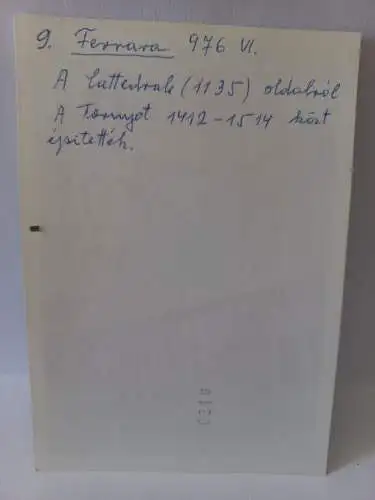 9. Ferrara 976 VI.
A Cattedrale (1135) oldalról
A Tornyot 1412-1514 közt
építették.